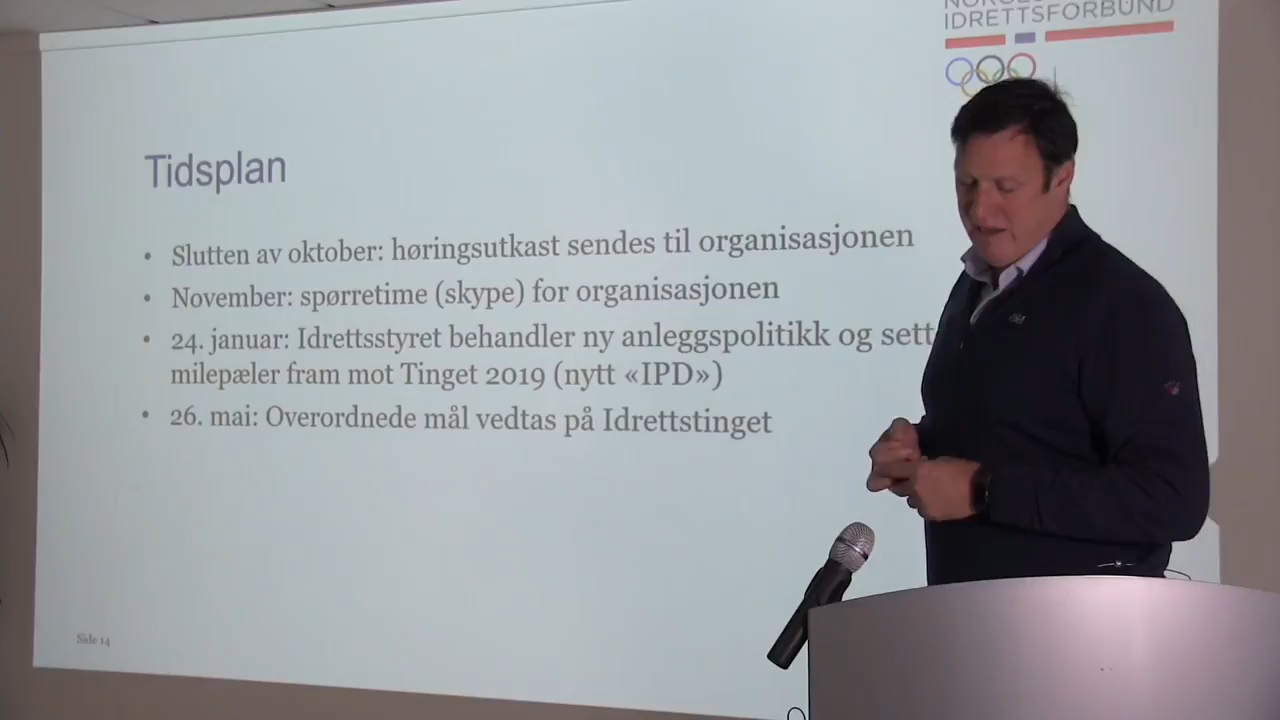 IDRETTSFORBUND
Tidsplan
• Slutten av oktober: høringsutkast sendes til organisasjonen
• November: spørretime (skype) for organisasjonen
• 24. januar: Idrettsstyret behandler ny anleggspolitikk og sett
milepæler fram mot Tinget 2019 (nytt «IPD»)
• 26. mai: Overordnede mål vedtas på Idrettstinget
Side 14